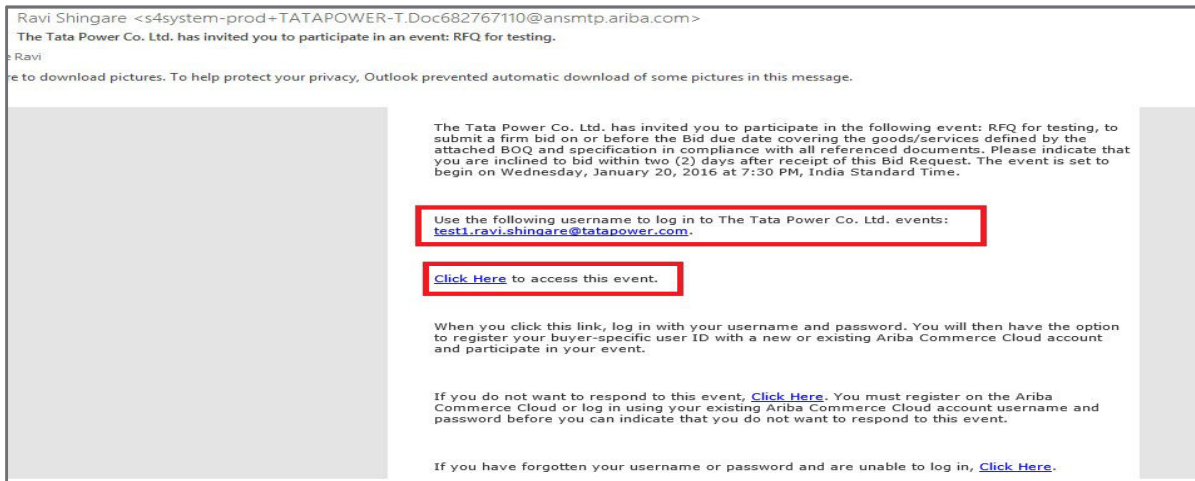 Ravi Shingare <s4system-prod+TATAPOWER-T.Doc682767110@ansmtp.ariba.com>
The Tata Power Co. Ltd. has invited you to participate in an event: RFQ for testing.
Ravi
re to download pictures. To help protect your privacy, Outlook prevented automatic download of some pictures in this message.
The Tata Power Co. Ltd. has invited you to participate in the following event: RFQ for testing, to
submit a firm bid on or before the Bid due date covering the goods/services defined by the
attached BOQ and specification in compliance with all referenced documents. Please indicate that
you are inclined to bid within two (2) days after receipt of this Bid Request. The event is set to
begin on Wednesday, January 20, 2016 at 7:30 PM, India Standard Time.
Use the following username to log in to The Tata Power Co. Ltd. events:
test1.ravi.shingare@tatapower.com.
Click Here to access this event.
When you click this link, log in with your username and password. You will then have the option
to register your buyer-specific user ID with a new or existing Ariba Commerce Cloud account
and participate in your event.
If you do not want to respond to this event, Click Here. You must register on the Ariba
Commerce Cloud or log in using your existing Ariba Commerce Cloud account username and
password before you can indicate that you do not want to respond to this event.
If you have forgotten your username or password and are unable to log in, Click Here.